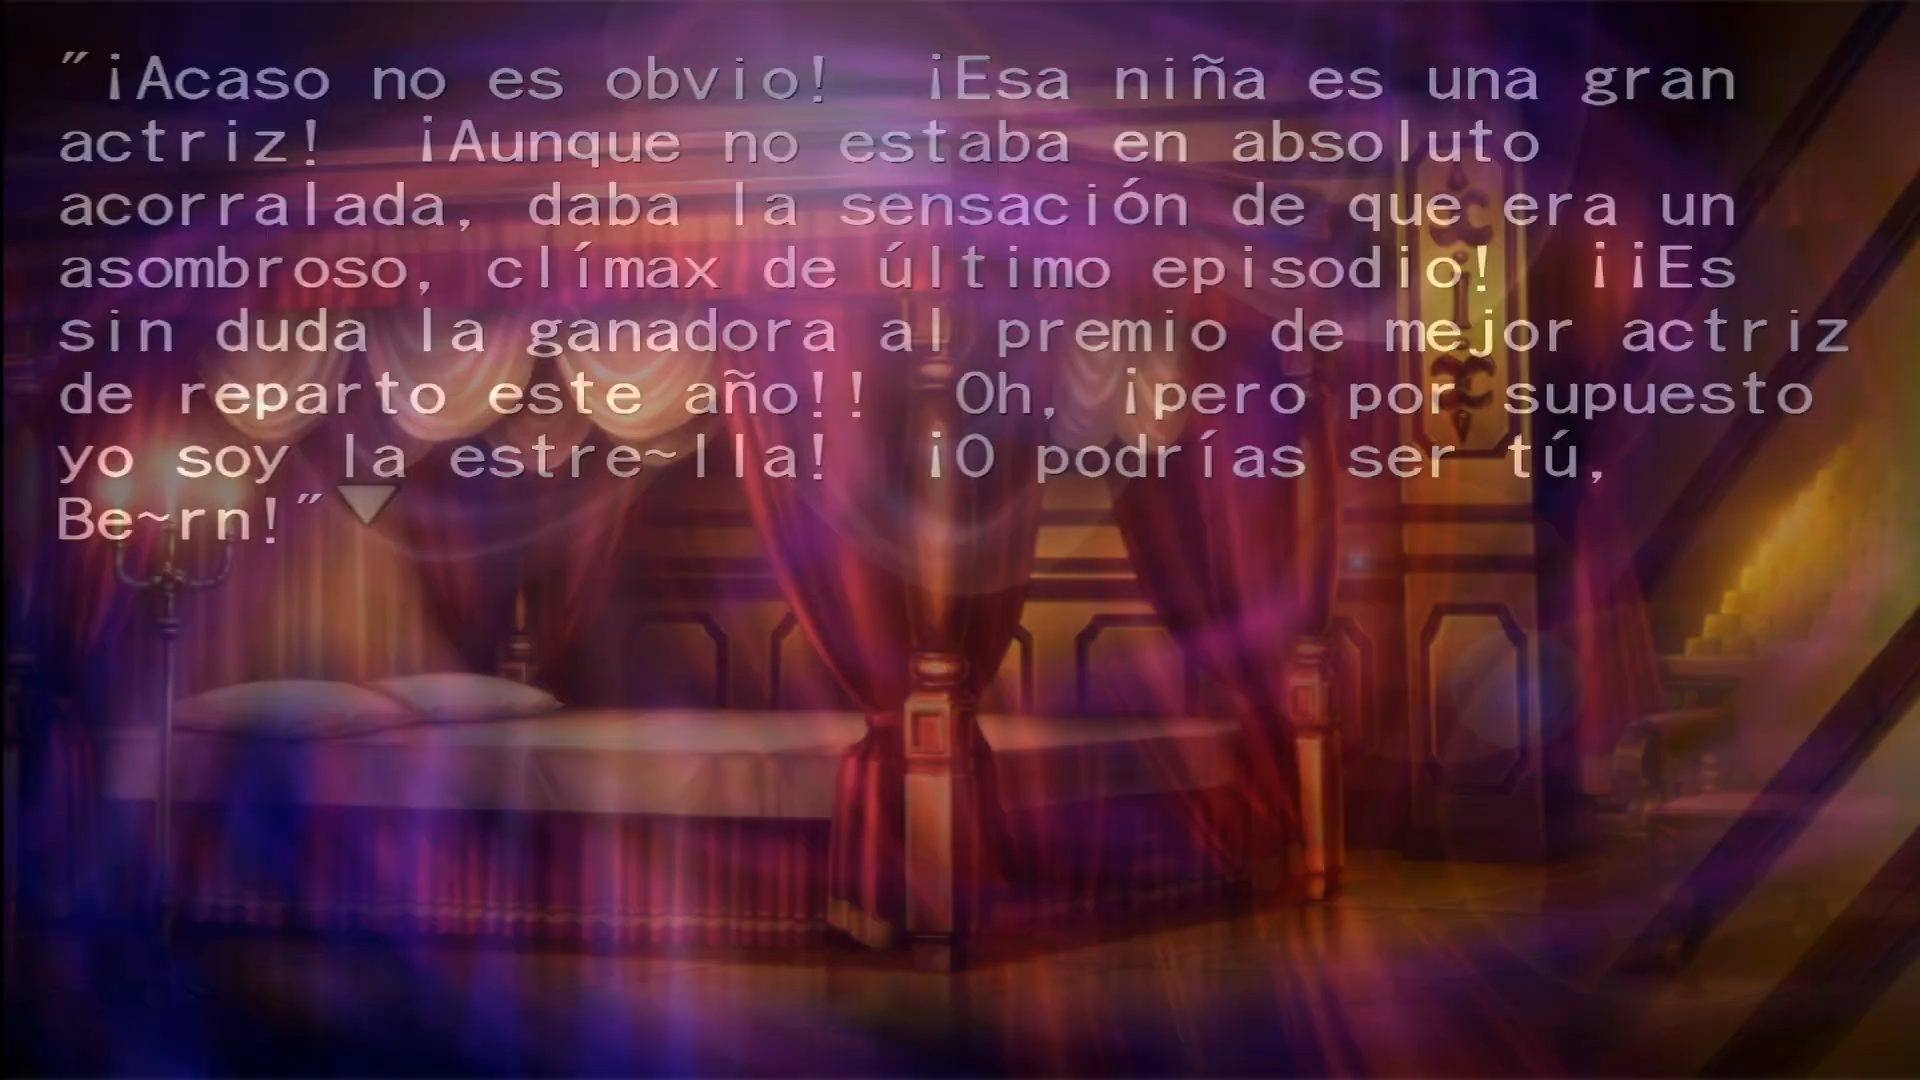 "¡Acaso no es obvio!  ¡Esa niña es una gran
actriz!  ¡Aunque no estaba en absoluto
acorralada, daba la sensación de que era un
asombroso, clímax de último episodio!  ¡¡Es
sin duda la ganadora al premio de mejor actriz
de reparto este año!!  Oh, ¡pero por supuesto
yo soy la estre~lla!  ¡O podrías ser tú,
Be~rn!"